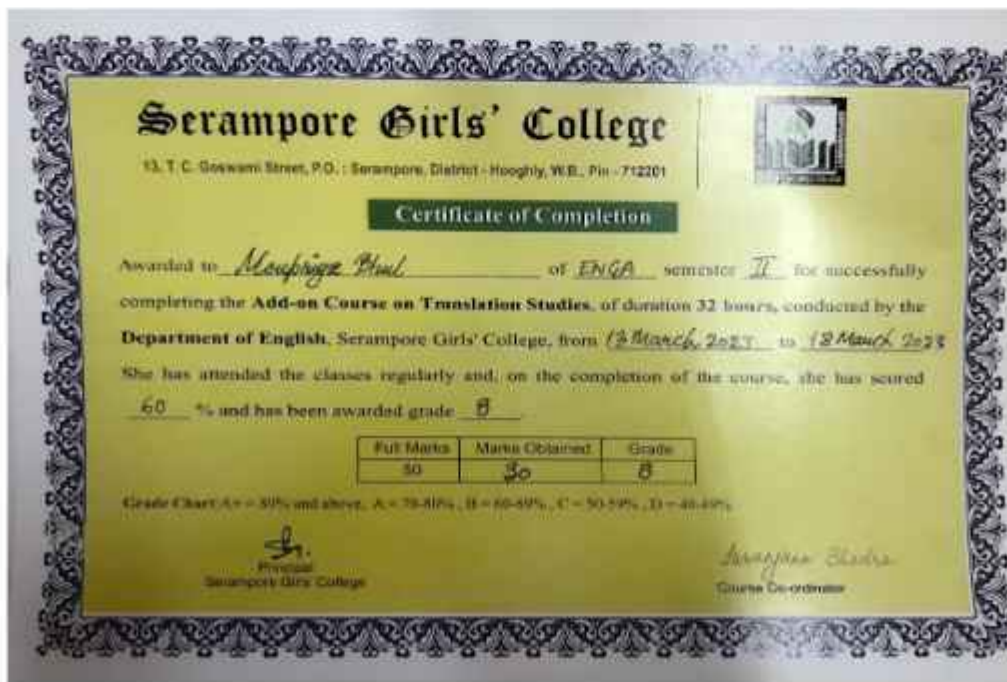 Serampore Girls' College
13, T. C. Goswami Street, P.O. : Serampore, District - Hooghly, W.B., Pin - 712201
Certificate of Completion
Awarded to Moupriya of ENGA semester II for successfully
completing the Add-on Course on Translation Studies, of duration 32 hours, conducted by the
Department of English, Serampore Girls' College, from 13 March, 2023 to 18 March 2023
She has attended the classes regularly and, on the completion of the course, she has scored
60 % and has been awarded grade B
Full Marks Marks Obtained Grade
50 30 B
Grade Chart: A+ = 80% and above, A = 70-80%, B = 60-69%, C = 50-59%, D = 40-49%
Principal
Serampore Girls' College
Course Co-ordinator